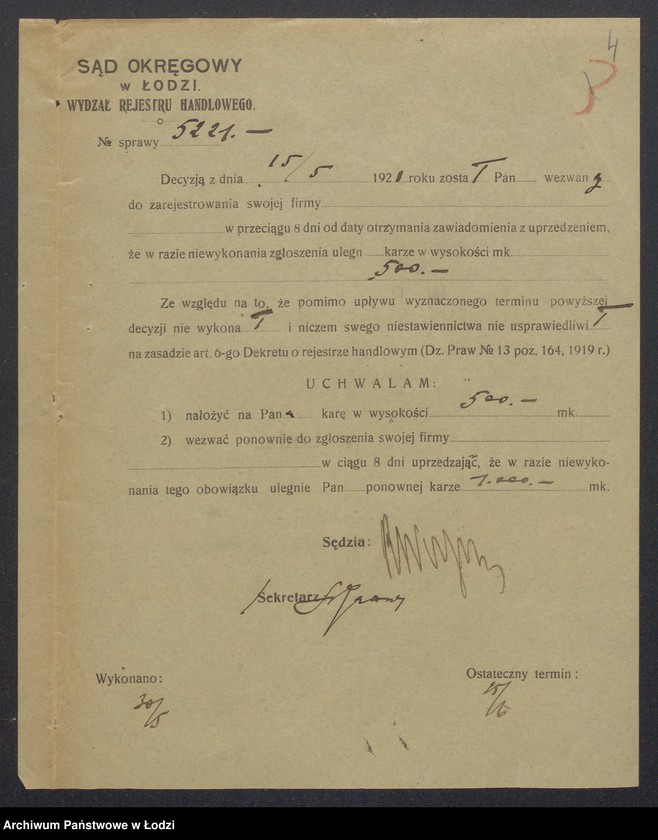 4
SĄD OKRĘGOWY
w ŁODZI.
WYDZAŁ REJESTRU HANDLOWEGO.
№ sprawy 5221.—
Decyzją z dnia 15/5 1921 roku zosta ł Pan wezwan y
do zarejestrowania swojej firmy
w przeciągu 8 dni od daty otrzymania zawiadomienia z uprzedzeniem,
że w razie niewykonania zgłoszenia ulegn karze w wysokości mk
500.—
Ze względu na to, że pomimo upływu wyznaczonego terminu powyższej
decyzji nie wykona ł i niczem swego niestawiennictwa nie usprawiedliwi ł
na zasadzie art. 6-go Dekretu o rejestrze handlowym (Dz. Praw № 13 poz. 164, 1919 r.)
UCHWALAM:
1) nałożyć na Pana karę w wysokości 500.— mk.
2) wezwać ponownie do zgłoszenia swojej firmy
w ciągu 8 dni uprzedzając, że w razie niewyko-
nania tego obowiązku ulegnie Pan ponownej karze 1.000.— mk.
Sędzia:
Sekretarz
Wykonano: Ostateczny termin:
30/5 15/6
Archiwum Państwowe w Łodzi